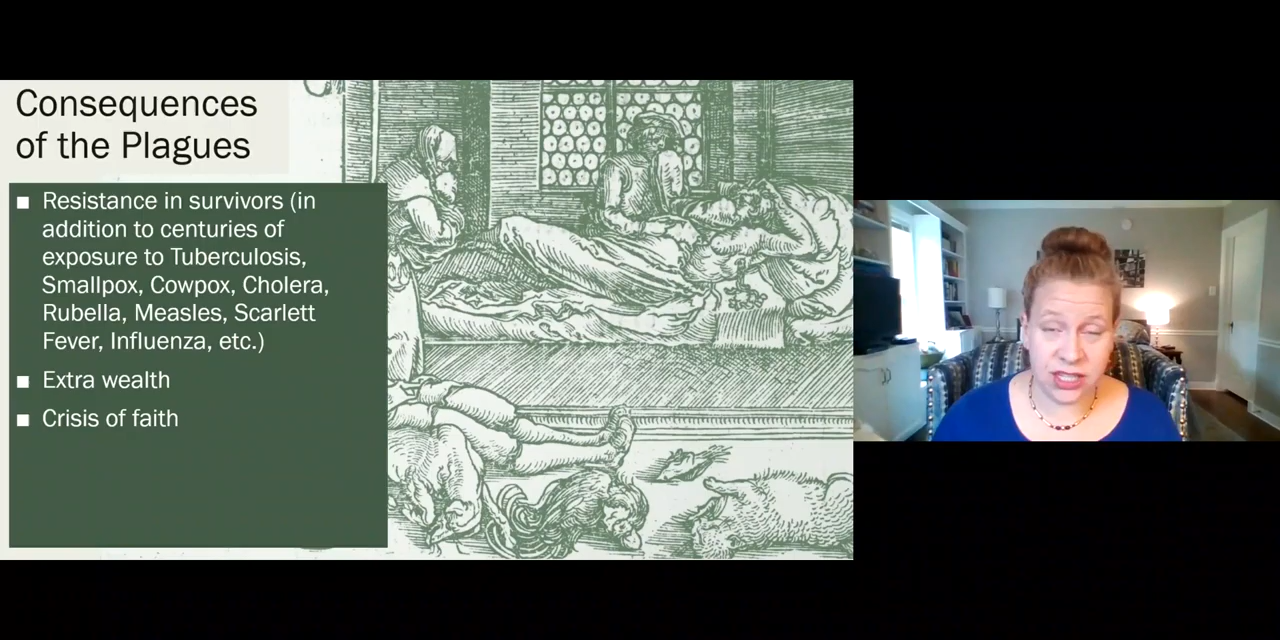 Consequences
of the Plagues
■ Resistance in survivors (in
addition to centuries of
exposure to Tuberculosis,
Smallpox, Cowpox, Cholera,
Rubella, Measles, Scarlett
Fever, Influenza, etc.)
■ Extra wealth
■ Crisis of faith